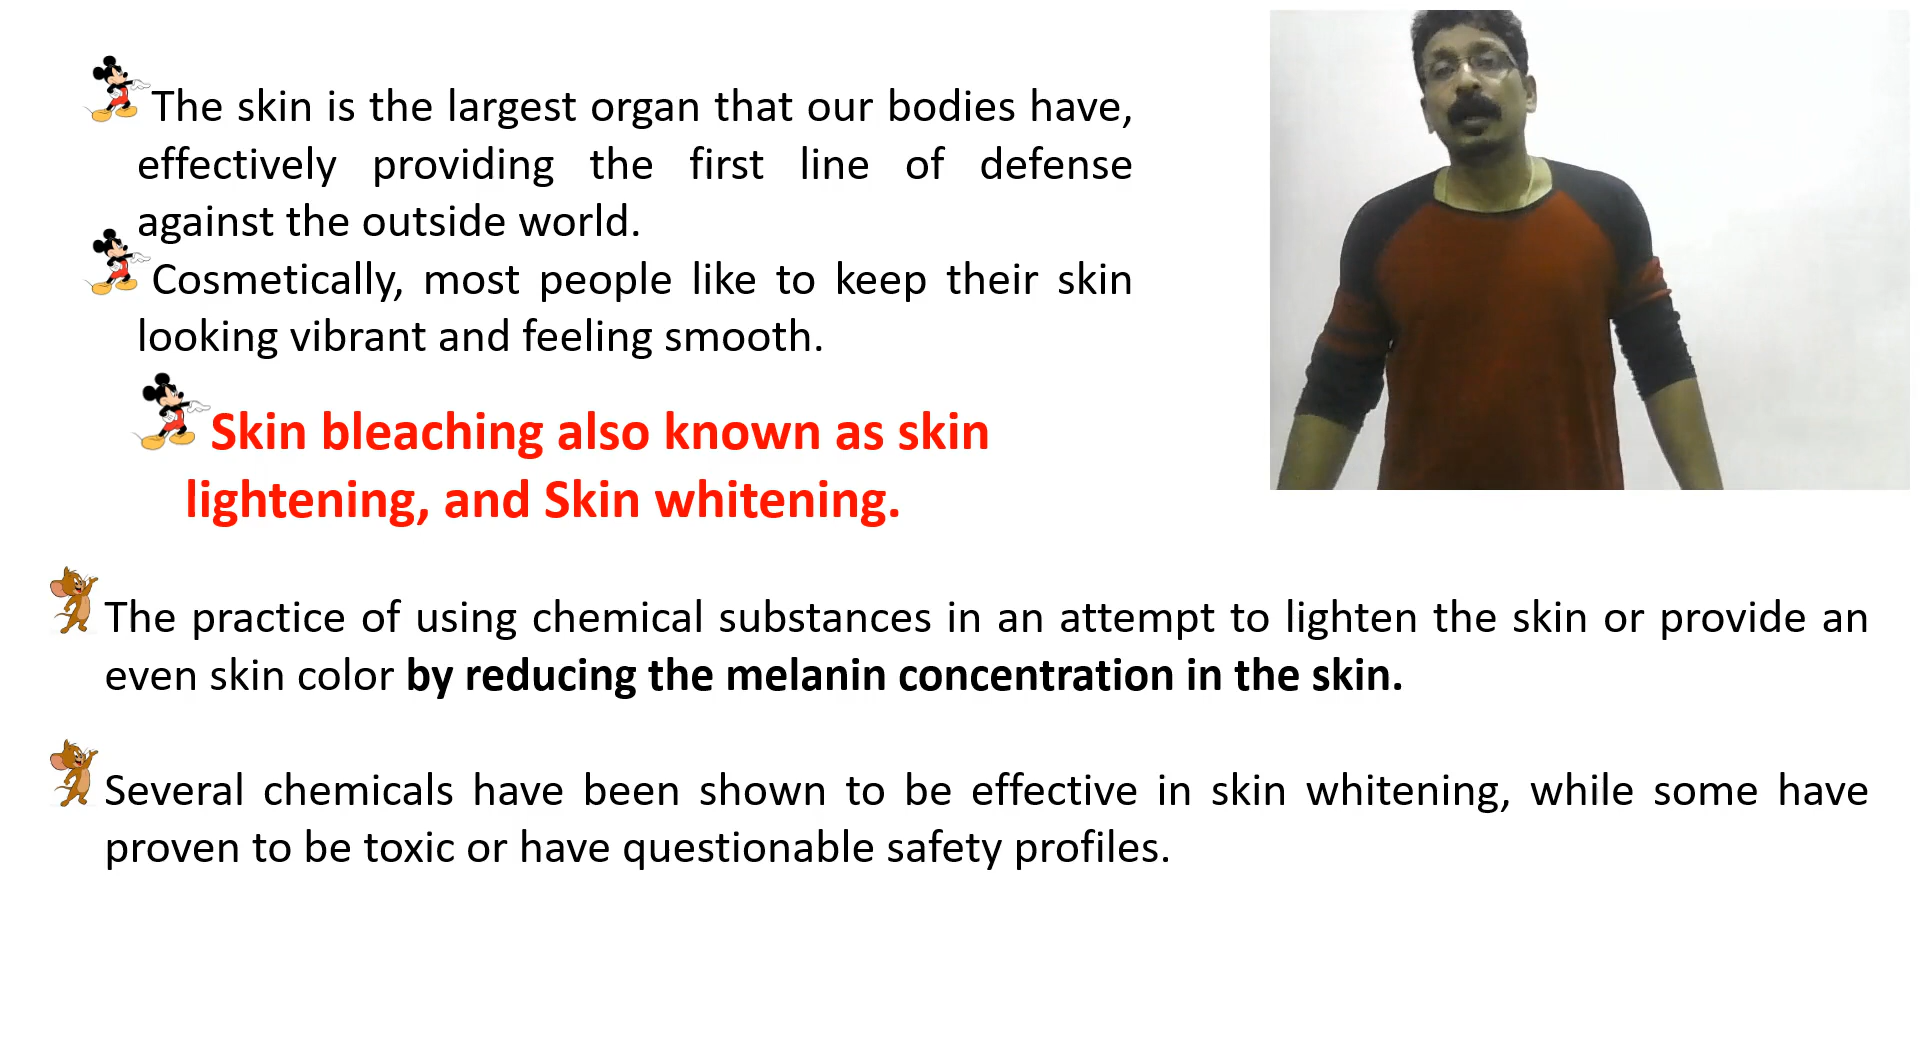 The skin is the largest organ that our bodies have,
effectively providing the first line of defense
against the outside world.
Cosmetically, most people like to keep their skin
looking vibrant and feeling smooth.
Skin bleaching also known as skin
lightening, and Skin whitening.
The practice of using chemical substances in an attempt to lighten the skin or provide an
even skin color by reducing the melanin concentration in the skin.
Several chemicals have been shown to be effective in skin whitening, while some have
proven to be toxic or have questionable safety profiles.